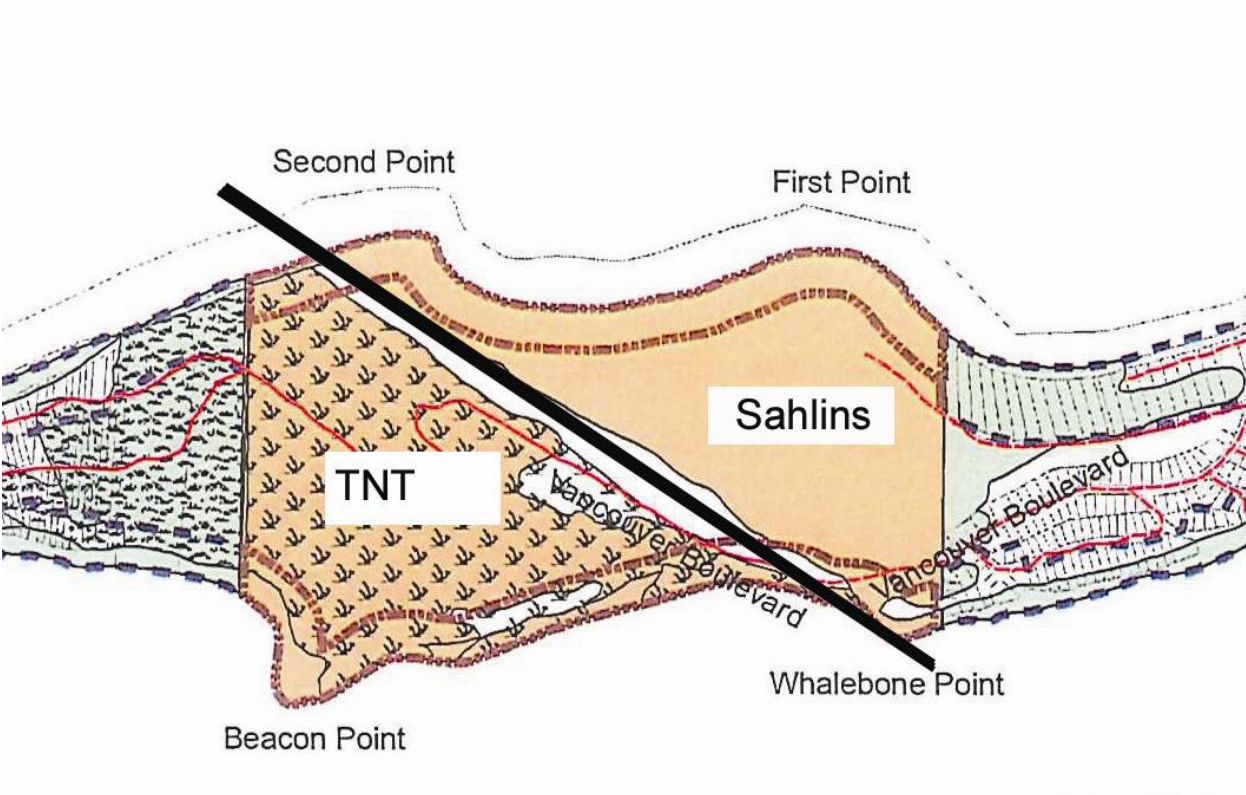 Second Point
First Point
Sahlins
TNT
Vancouver Boulevard
Vancouver Boulevard
Whalebone Point
Beacon Point